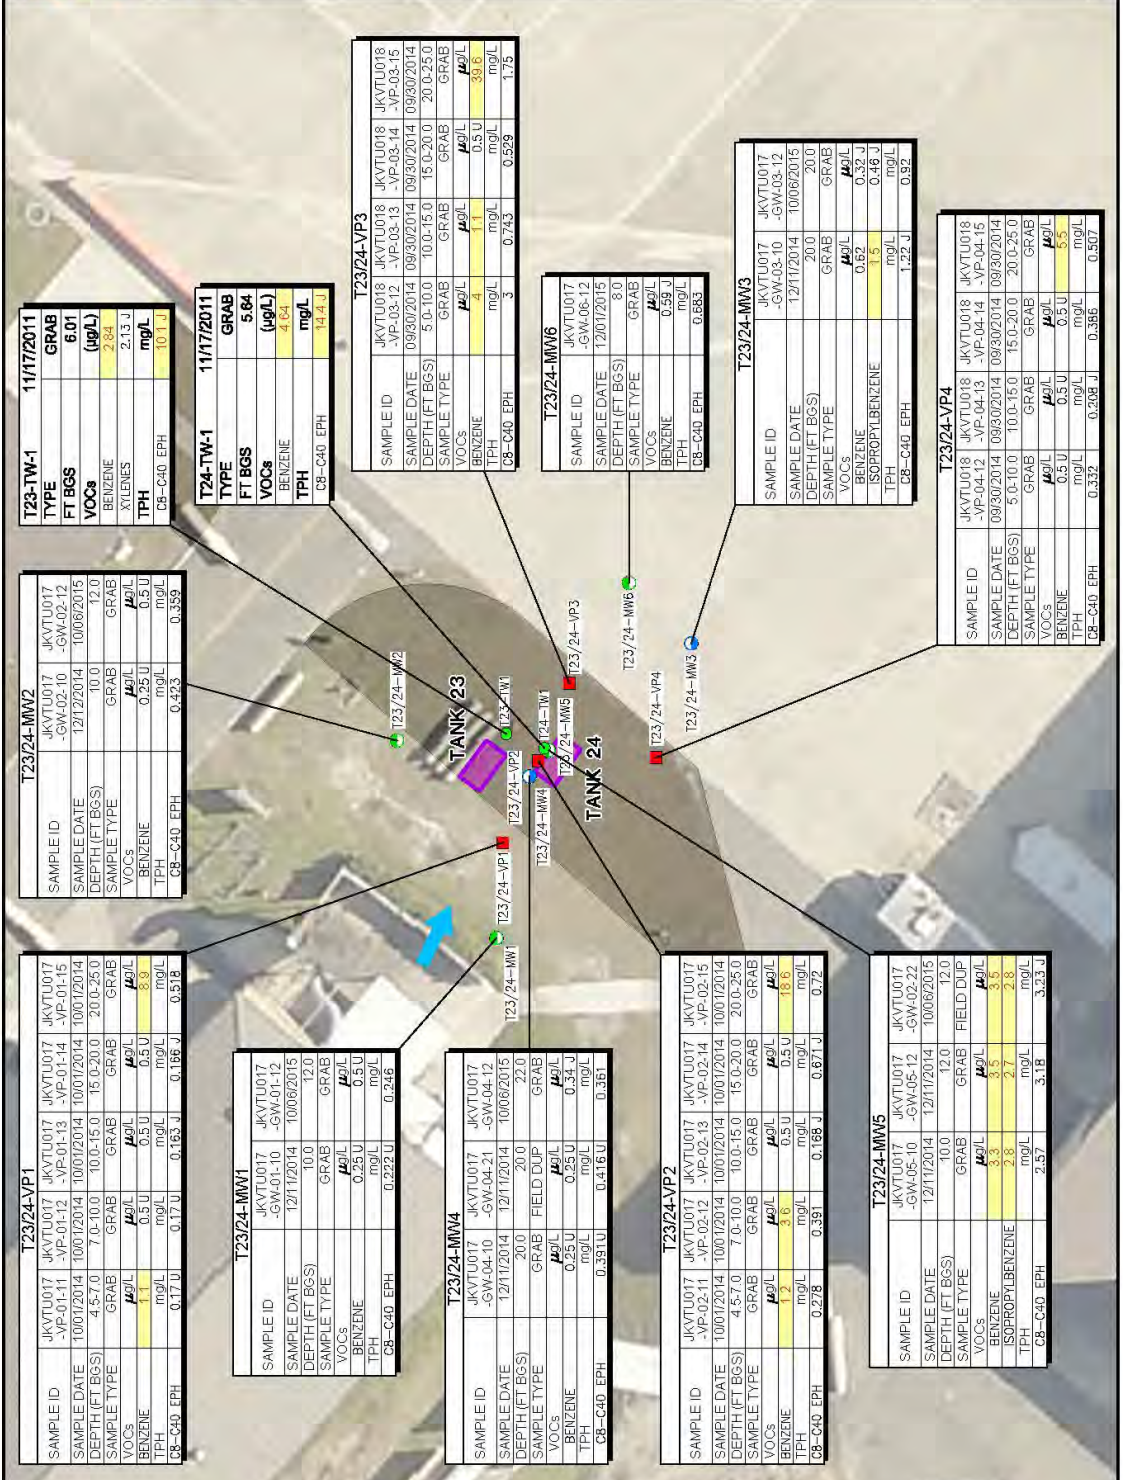 T23/24-VP1
SAMPLE ID JKVTU017 -VP-01-11 JKVTU017 -VP-01-12 JKVTU017 -VP-01-13 JKVTU017 -VP-01-14 JKVTU017 -VP-01-15
SAMPLE DATE 10/01/2014 10/01/2014 10/01/2014 10/01/2014 10/01/2014
DEPTH (FT BGS) 4.5-7.0 7.0-10.0 10.0-15.0 15.0-20.0 20.0-25.0
SAMPLE TYPE GRAB GRAB GRAB GRAB GRAB
VOCs µg/L µg/L µg/L µg/L µg/L
BENZENE 1.1 0.5 U 0.5 U 0.5 U 8.9
TPH mg/L mg/L mg/L mg/L mg/L
C8-C40 EPH 0.17 U 0.17 U 0.163 J 0.166 J 0.518
T23/24-MW2
SAMPLE ID JKVTU017 -GW-02-10 JKVTU017 -GW-02-12
SAMPLE DATE 12/12/2014 10/06/2015
DEPTH (FT BGS) 10.0 12.0
SAMPLE TYPE GRAB GRAB
VOCs µg/L µg/L
BENZENE 0.25 U 0.5 U
TPH mg/L mg/L
C8-C40 EPH 0.423 0.359
T23-TW-1 11/17/2011
TYPE GRAB
FT BGS 6.01
VOCs (ug/L)
BENZENE 2.84
XYLENES 2.13 J
TPH mg/L
C8-C40 EPH 10.1 J
T24-TW-1 11/17/2011
TYPE GRAB
FT BGS 5.64
VOCs (ug/L)
BENZENE 4.64
TPH mg/L
C8-C40 EPH 14.4 J
T23/24-MW1
SAMPLE ID JKVTU017 -GW-01-10 JKVTU017 -GW-01-12
SAMPLE DATE 12/11/2014 10/06/2015
DEPTH (FT BGS) 10.0 12.0
SAMPLE TYPE GRAB GRAB
VOCs µg/L µg/L
BENZENE 0.25 U 0.5 U
TPH mg/L mg/L
C8-C40 EPH 0.222 U 0.246
T23/24-VP3
SAMPLE ID JKVTU018 -VP-03-12 JKVTU018 -VP-03-13 JKVTU018 -VP-03-14 JKVTU018 -VP-03-15
SAMPLE DATE 09/30/2014 09/30/2014 09/30/2014 09/30/2014
DEPTH (FT BGS) 5.0-10.0 10.0-15.0 15.0-20.0 20.0-25.0
SAMPLE TYPE GRAB GRAB GRAB GRAB
VOCs µg/L µg/L µg/L µg/L
BENZENE 4 1.1 0.5 U 39.6
TPH mg/L mg/L mg/L mg/L
C8-C40 EPH 3 0.743 0.529 1.75
T23/24-MW4
SAMPLE ID JKVTU017 -GW-04-10 JKVTU017 -GW-04-21 JKVTU017 -GW-04-12
SAMPLE DATE 12/11/2014 12/11/2014 10/06/2015
DEPTH (FT BGS) 20.0 20.0 22.0
SAMPLE TYPE GRAB FIELD DUP GRAB
VOCs µg/L µg/L µg/L
BENZENE 0.25 U 0.25 U 0.34 J
TPH mg/L mg/L mg/L
C8-C40 EPH 0.391 U 0.416 U 0.361
T23/24-MW6
SAMPLE ID JKVTU017 -GW-06-12
SAMPLE DATE 12/01/2015
DEPTH (FT BGS) 8.0
SAMPLE TYPE GRAB
VOCs µg/L
BENZENE 0.59 J
TPH mg/L
C8-C40 EPH 0.683
T23/24-MW2
TANK 23
T23-TW1
T23/24-VP1
T23/24-MW1
T23/24-VP2
T23/24-MW4
T24-TW1
T23/24-MW5
TANK 24
T23/24-VP3
T23/24-MW6
T23/24-VP4
T23/24-MW3
T23/24-VP2
SAMPLE ID JKVTU017 -VP-02-11 JKVTU017 -VP-02-12 JKVTU017 -VP-02-13 JKVTU017 -VP-02-14 JKVTU017 -VP-02-15
SAMPLE DATE 10/01/2014 10/01/2014 10/01/2014 10/01/2014 10/01/2014
DEPTH (FT BGS) 4.5-7.0 7.0-10.0 10.0-15.0 15.0-20.0 20.0-25.0
SAMPLE TYPE GRAB GRAB GRAB GRAB GRAB
VOCs µg/L µg/L µg/L µg/L µg/L
BENZENE 1.2 3.6 0.5 U 0.5 U 18.6
TPH mg/L mg/L mg/L mg/L mg/L
C8-C40 EPH 0.278 0.391 0.168 J 0.671 J 0.72
T23/24-MW3
SAMPLE ID JKVTU017 -GW-03-10 JKVTU017 -GW-03-12
SAMPLE DATE 12/11/2014 10/06/2015
DEPTH (FT BGS) 20.0 20.0
SAMPLE TYPE GRAB GRAB
VOCs µg/L µg/L
BENZENE 0.62 0.32 J
ISOPROPYLBENZENE 1.5 0.46 J
TPH mg/L mg/L
C8-C40 EPH 1.22 J 0.92
T23/24-MW5
SAMPLE ID JKVTU017 -GW-05-10 JKVTU017 -GW-05-12 JKVTU017 -GW-02-22
SAMPLE DATE 12/11/2014 12/11/2014 10/06/2015
DEPTH (FT BGS) 10.0 12.0 12.0
SAMPLE TYPE GRAB GRAB FIELD DUP
VOCs µg/L µg/L µg/L
BENZENE 3.3 3.5 3.5
ISOPROPYLBENZENE 2.8 2.7 2.8
TPH mg/L mg/L mg/L
C8-C40 EPH 2.57 3.18 3.23 J
T23/24-VP4
SAMPLE ID JKVTU018 -VP-04-12 JKVTU018 -VP-04-13 JKVTU018 -VP-04-14 JKVTU018 -VP-04-15
SAMPLE DATE 09/30/2014 09/30/2014 09/30/2014 09/30/2014
DEPTH (FT BGS) 5.0-10.0 10.0-15.0 15.0-20.0 20.0-25.0
SAMPLE TYPE GRAB GRAB GRAB GRAB
VOCs µg/L µg/L µg/L µg/L
BENZENE 0.5 U 0.5 U 0.5 U 5.5
TPH mg/L mg/L mg/L mg/L
C8-C40 EPH 0.332 0.208 J 0.386 0.507